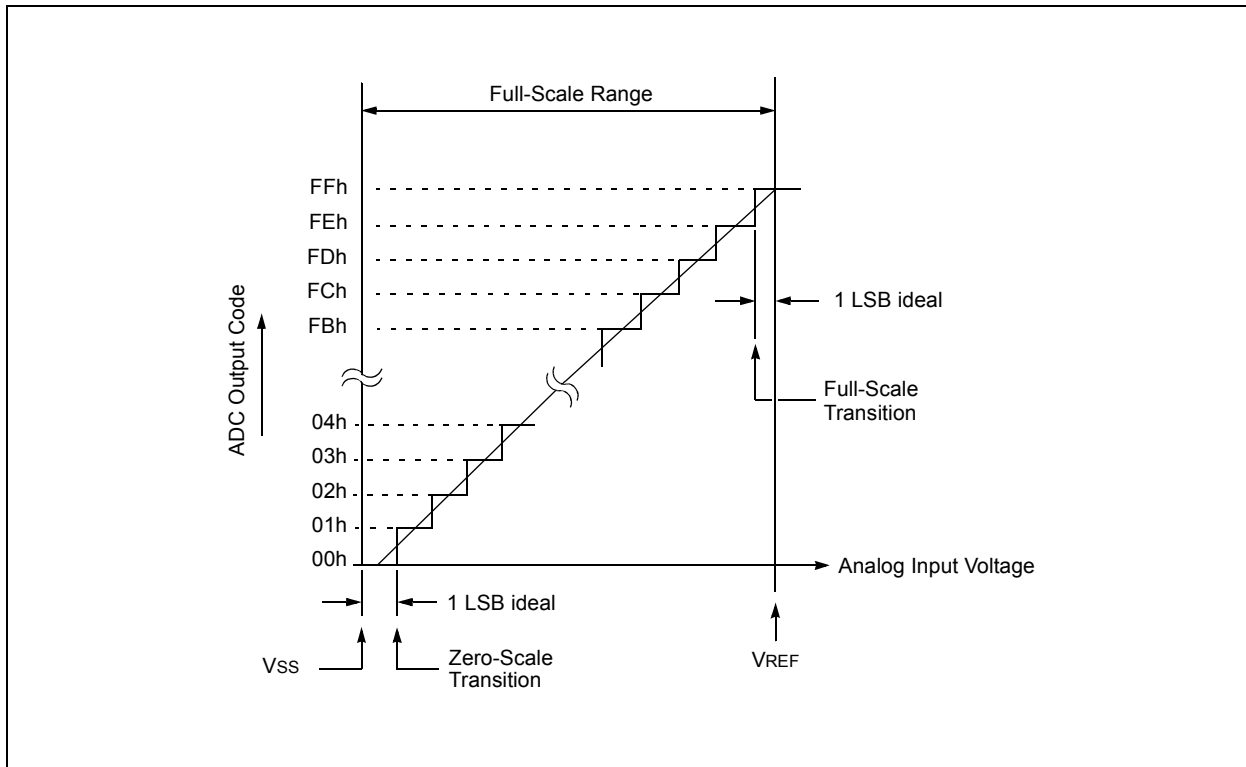 Full-Scale Range
FFh
FEh
FDh
FCh
FBh
1 LSB ideal
ADC Output Code
Full-Scale
Transition
04h
03h
02h
01h
00h
Analog Input Voltage
1 LSB ideal
VSS
Zero-Scale
Transition
VREF